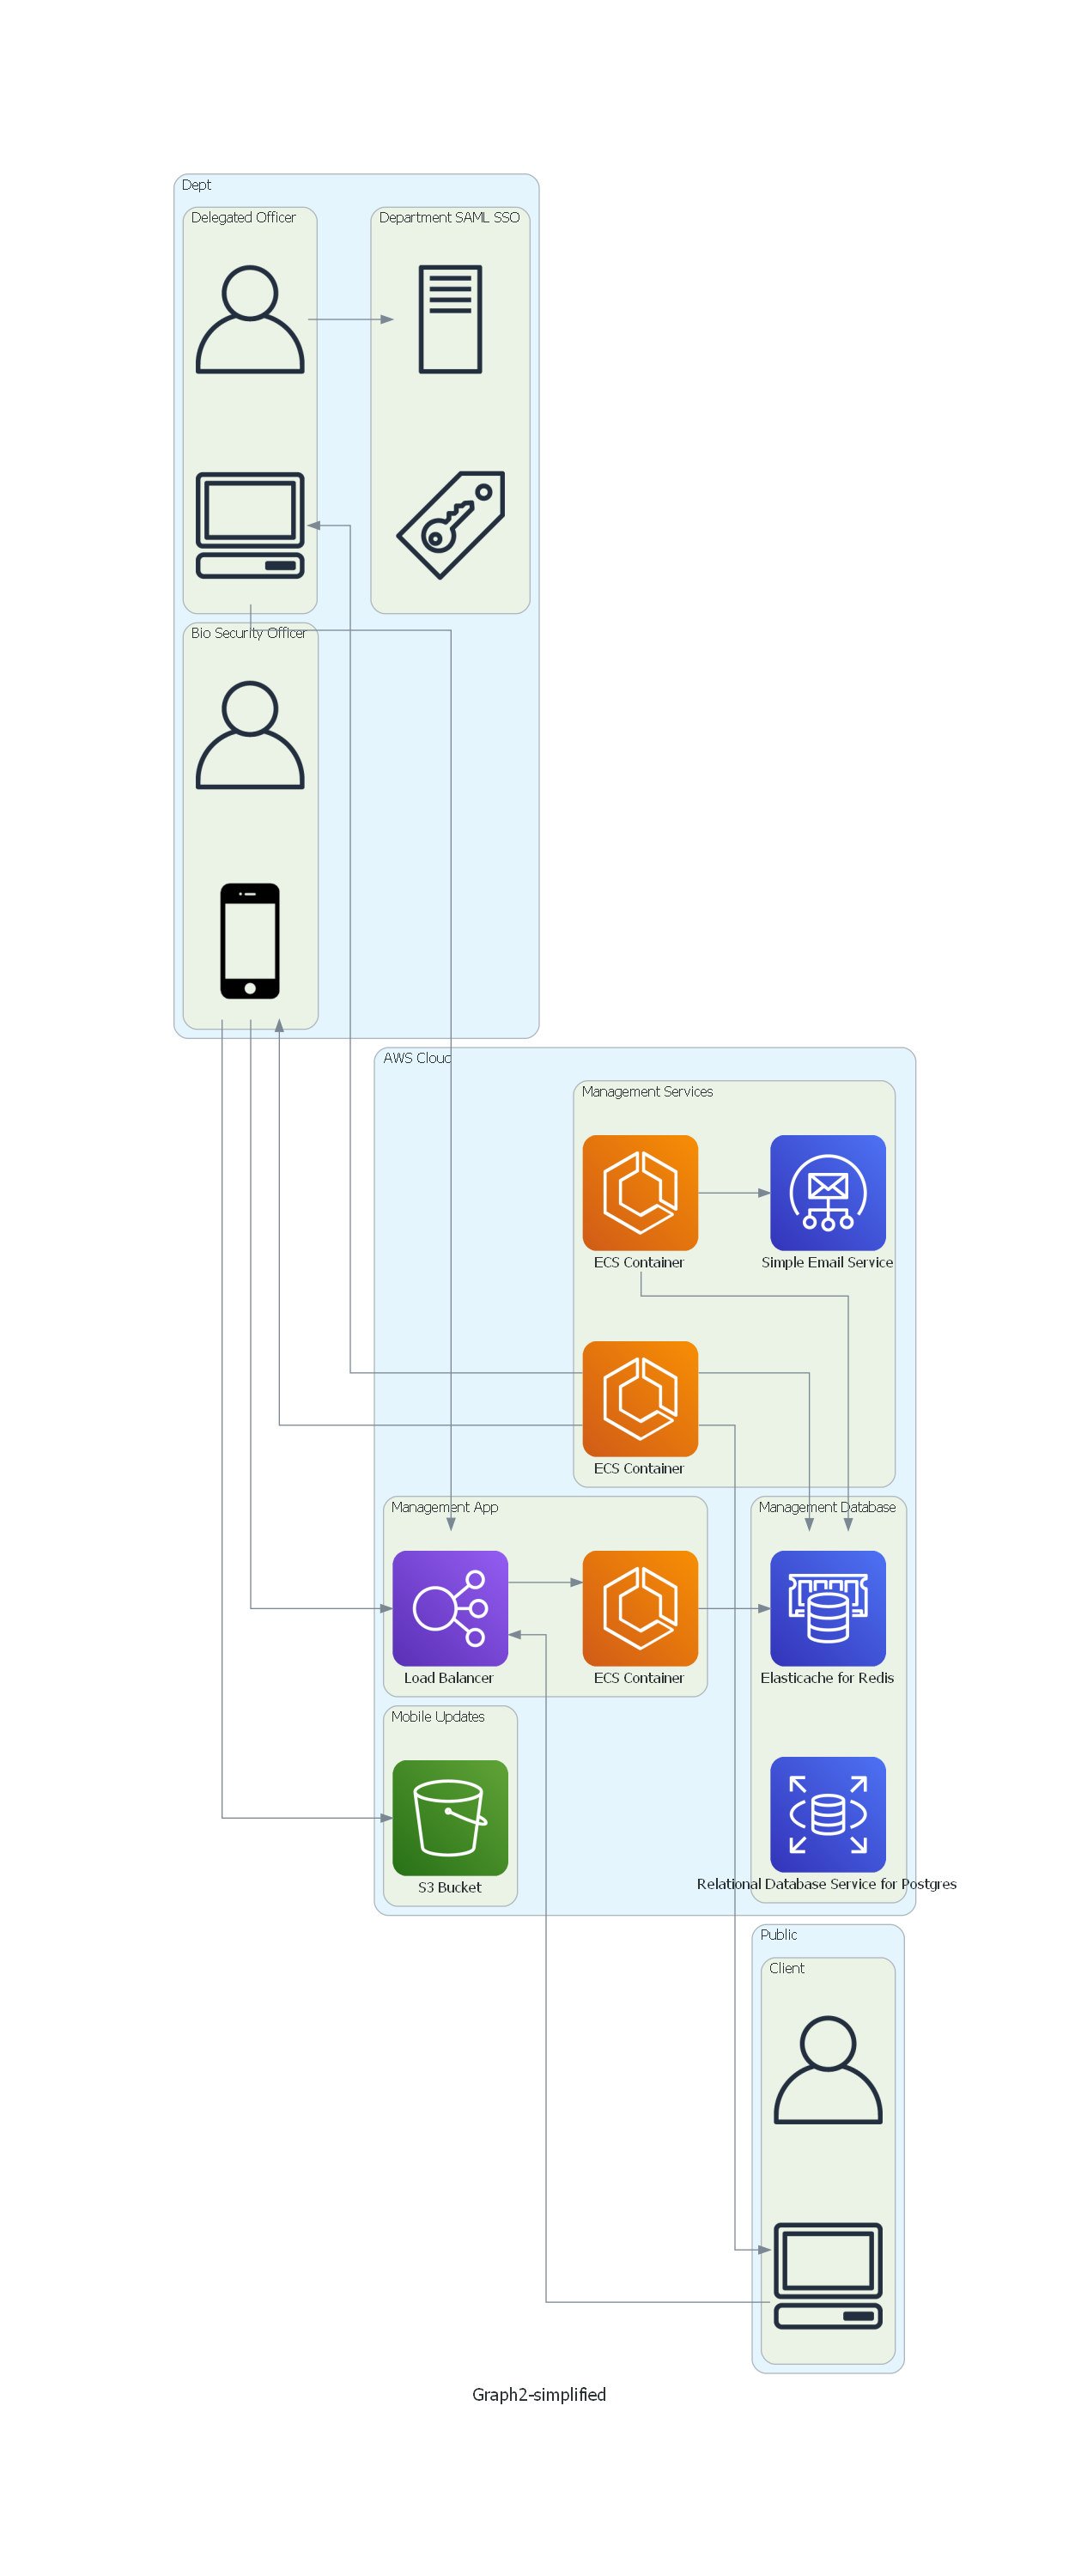 Dept
Delegated Officer
Department SAML SSO
Bio Security Officer
AWS Cloud
Management Services
ECS Container
Simple Email Service
ECS Container
Management App
Management Database
Load Balancer
ECS Container
Elasticache for Redis
Mobile Updates
S3 Bucket
Relational Database Service for Postgres
Public
Client
Graph2-simplified